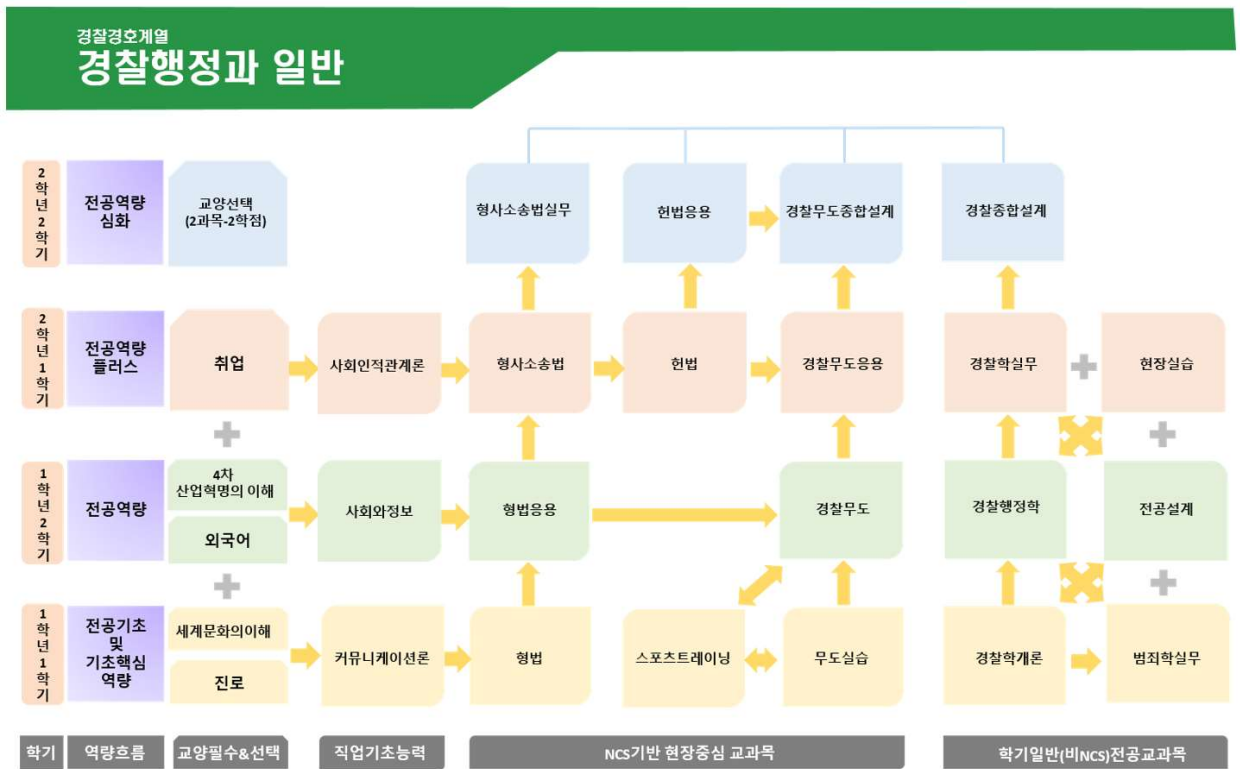 경찰경호계열
경찰행정과 일반
2학년2학기
전공역량
심화
교양선택
(2과목-2학점)
형사소송법실무
헌법응용
경찰무도종합설계
경찰종합설계
2학년1학기
전공역량
플러스
취업
사회인적관계론
형사소송법
헌법
경찰무도응용
경찰학실무
현장실습
1학년2학기
전공역량
4차
산업혁명의 이해
외국어
사회와정보
형법응용
경찰무도
경찰행정학
전공설계
1학년1학기
전공기초
및
기초핵심
역량
세계문화의이해
진로
커뮤니케이션론
형법
스포츠트레이닝
무도실습
경찰학개론
범죄학실무
학기
역량흐름
교양필수&선택
직업기초능력
NCS기반 현장중심 교과목
학기일반(비NCS)전공교과목